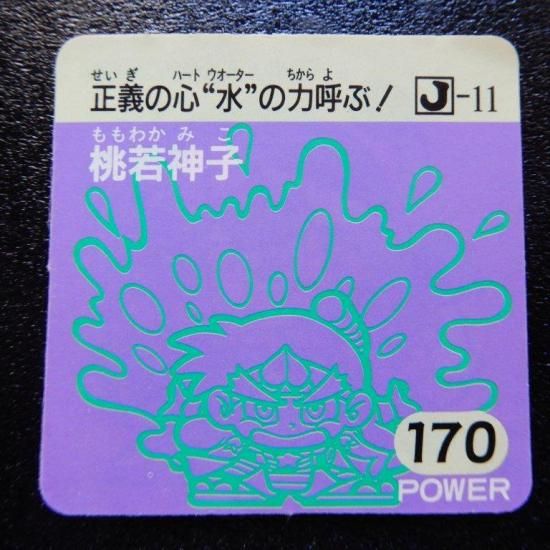 せいぎ ハート ウオーター ちから よ
正義の心“水”の力呼ぶ! J-11
ももわかみこ
桃若神子
170
POWER